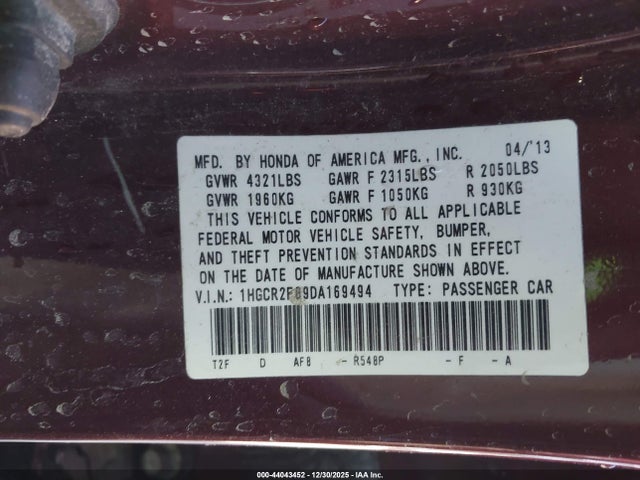 MFD. BY HONDA OF AMERICA MFG., INC. 04/'13
GVWR 4321LBS GAWR F 2315LBS R 2050LBS
GVWR 1960KG GAWR F 1050KG R 930KG
THIS VEHICLE CONFORMS TO ALL APPLICABLE
FEDERAL MOTOR VEHICLE SAFETY, BUMPER,
AND THEFT PREVENTION STANDARDS IN EFFECT
ON THE DATE OF MANUFACTURE SHOWN ABOVE.
V.I.N.: 1HGCR2F89DA169494 TYPE: PASSENGER CAR
T2F D AF8 - R548P - F - A
000-44043452 - 12/30/2025 - IAA Inc.